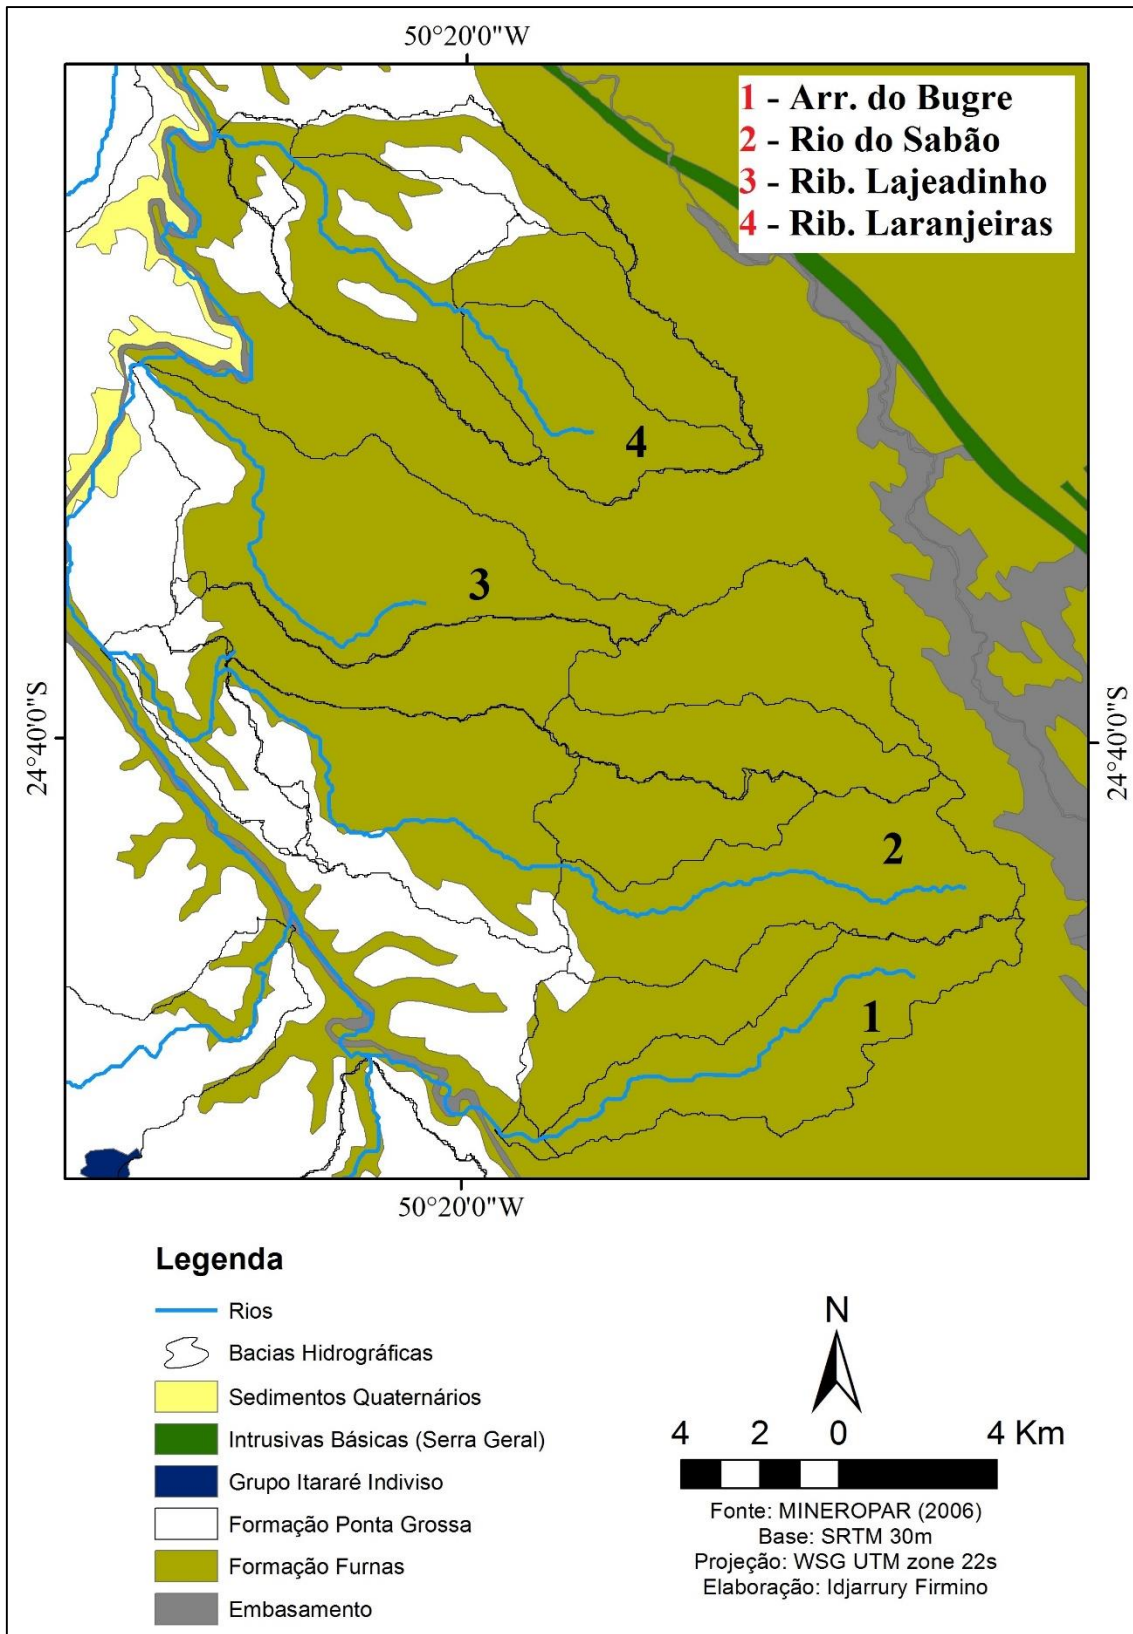 50°20'0"W
1 - Arr. do Bugre
2 - Rio do Sabão
3 - Rib. Lajeadinho
4 - Rib. Laranjeiras
4
3
24°40'0"S
24°40'0"S
2
1
50°20'0"W
Legenda
Rios
Bacias Hidrográficas
Sedimentos Quaternários
Intrusivas Básicas (Serra Geral)
Grupo Itararé Indiviso
Formação Ponta Grossa
Formação Furnas
Embasamento
N
4 2 0 4 Km
Fonte: MINEROPAR (2006)
Base: SRTM 30m
Projeção: WSG UTM zone 22s
Elaboração: Idjarrury Firmino